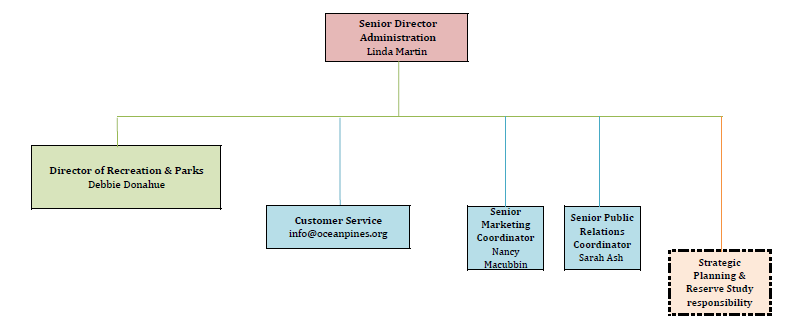 Senior Director
Administration
Linda Martin
Director of Recreation & Parks
Debbie Donahue
Customer Service
info@oceanpines.org
Senior
Marketing
Coordinator
Nancy
Macubbin
Senior Public
Relations
Coordinator
Sarah Ash
Strategic
Planning &
Reserve Study
responsibility